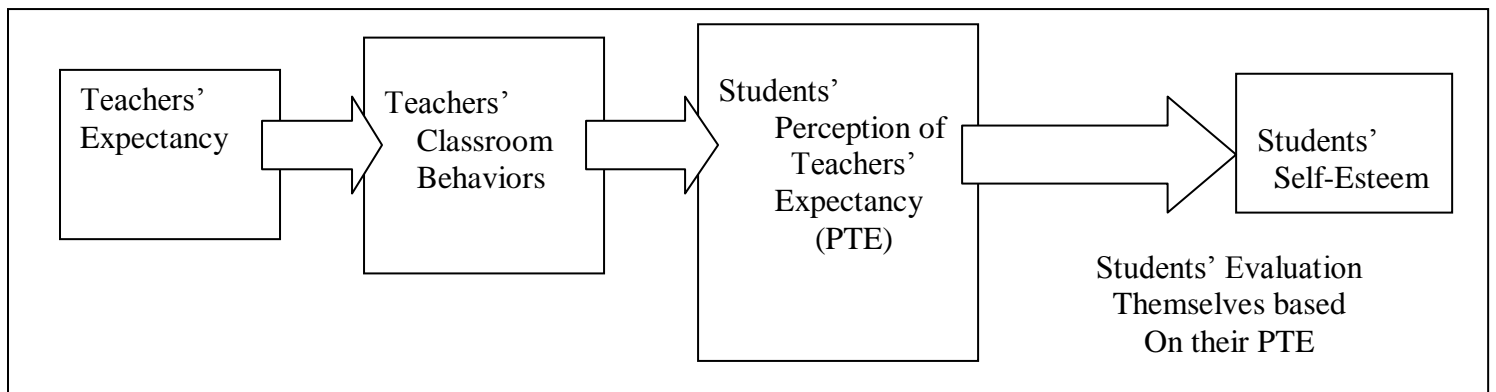 Teachers’
Expectancy
Teachers’
Classroom
Behaviors
Students’
Perception of
Teachers’
Expectancy
(PTE)
Students’
Self-Esteem
Students’ Evaluation
Themselves based
On their PTE